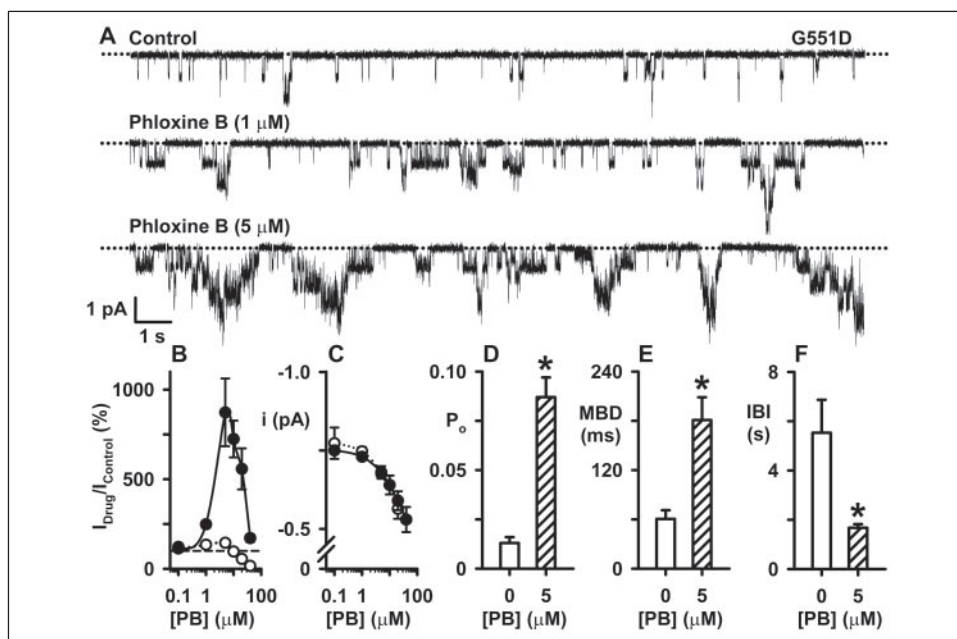 A Control G551D
Phloxine B (1 μM)
Phloxine B (5 μM)
1 pA
1 s
B C D E F
1000 -1.0 0.10 240 8
I_Drug/I_Control (%) i (pA) P_o * MBD (ms) * IBI (s)
500 0.05 120 4
-0.5 *
0 0 0 0 0
0.1 1 100 0.1 1 100 0 5 0 5 0 5
[PB] (μM) [PB] (μM) [PB] (μM) [PB] (μM) [PB] (μM)